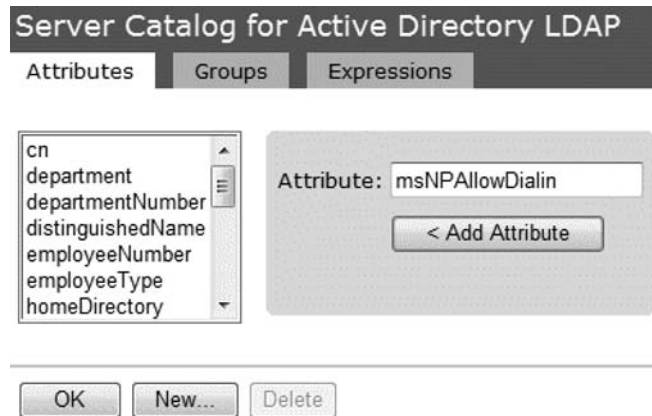 Server Catalog for Active Directory LDAP
Attributes Groups Expressions
cn
department
departmentNumber
distinguishedName
employeeNumber
employeeType
homeDirectory
Attribute: msNPAllowDialin
< Add Attribute
OK New... Delete